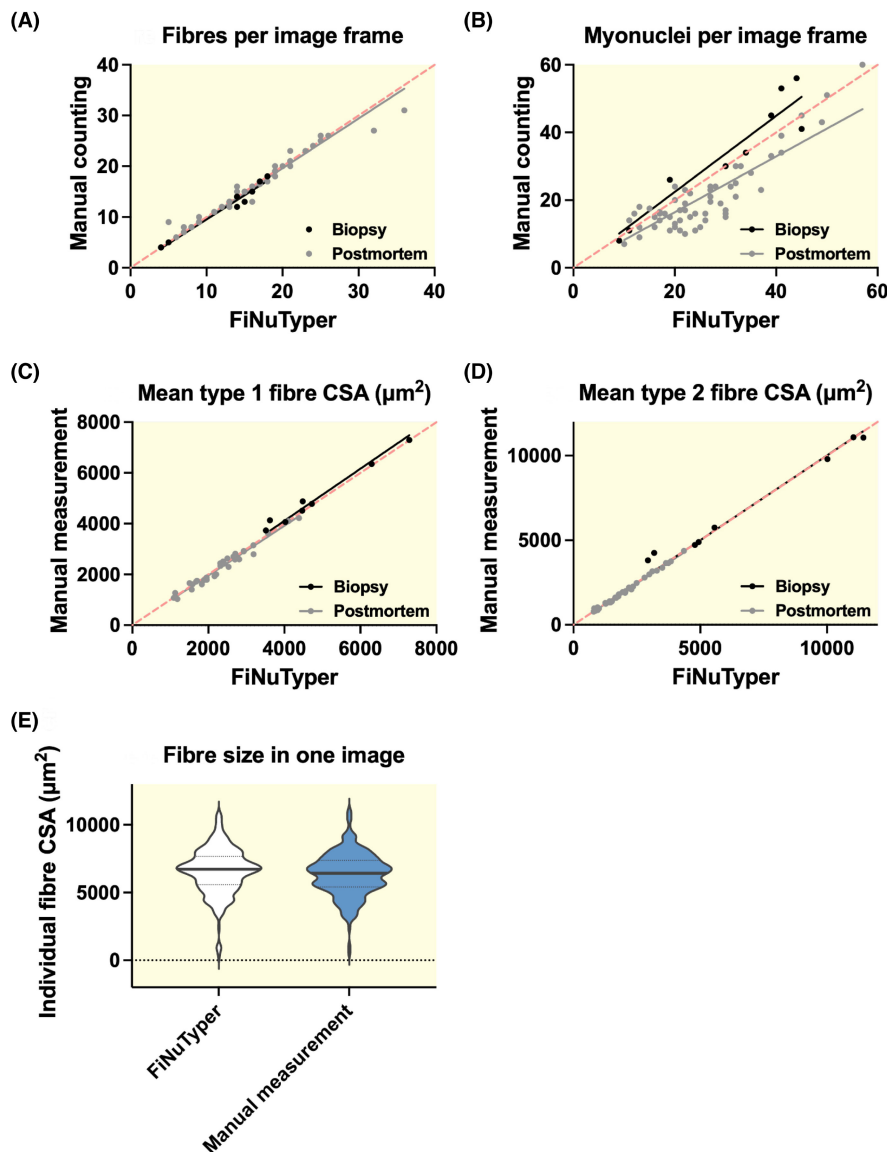 (A)
Fibres per image frame
Manual counting
40
30
20
10
0
0 10 20 30 40
FiNuTyper
Biopsy
Postmortem
(B)
Myonuclei per image frame
Manual counting
60
40
20
0
0 20 40 60
FiNuTyper
Biopsy
Postmortem
(C)
Mean type 1 fibre CSA (µm²)
Manual measurement
8000
6000
4000
2000
0
0 2000 4000 6000 8000
FiNuTyper
Biopsy
Postmortem
(D)
Mean type 2 fibre CSA (µm²)
Manual measurement
10000
5000
0
0 5000 10000
FiNuTyper
Biopsy
Postmortem
(E)
Fibre size in one image
Individual fibre CSA (µm²)
10000
5000
0
FiNuTyper
Manual measurement